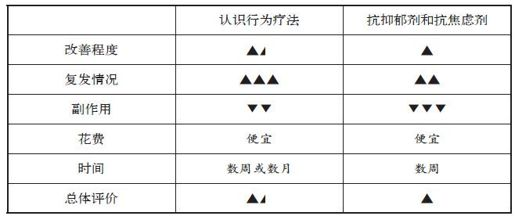 认识行为疗法 抗抑郁剂和抗焦虑剂
改善程度 ▲◢ ▲
复发情况 ▲▲▲ ▲▲
副作用 ▼▼ ▼▼▼
花费 便宜 便宜
时间 数周或数月 数周
总体评价 ▲◢ ▲